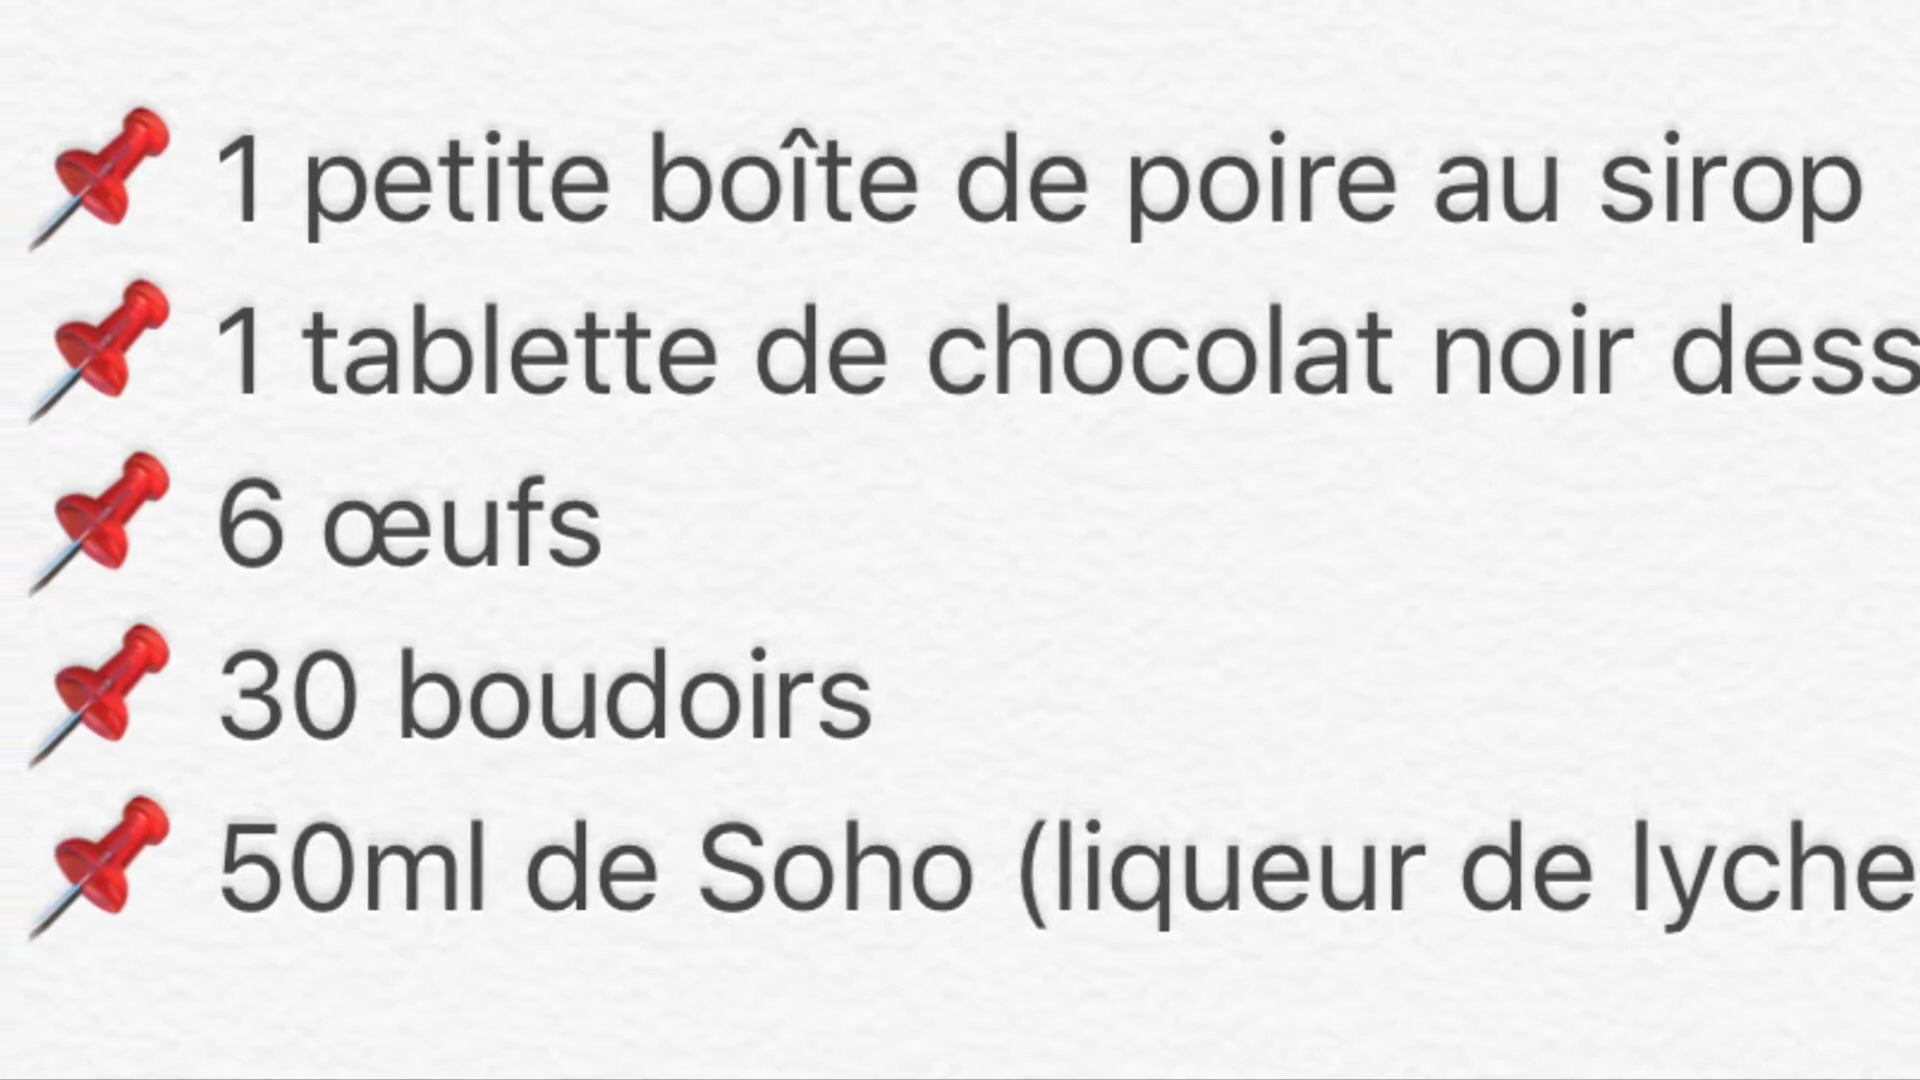 📌 1 petite boîte de poire au sirop
📌 1 tablette de chocolat noir dess
📌 6 œufs
📌 30 boudoirs
📌 50ml de Soho (liqueur de lyche